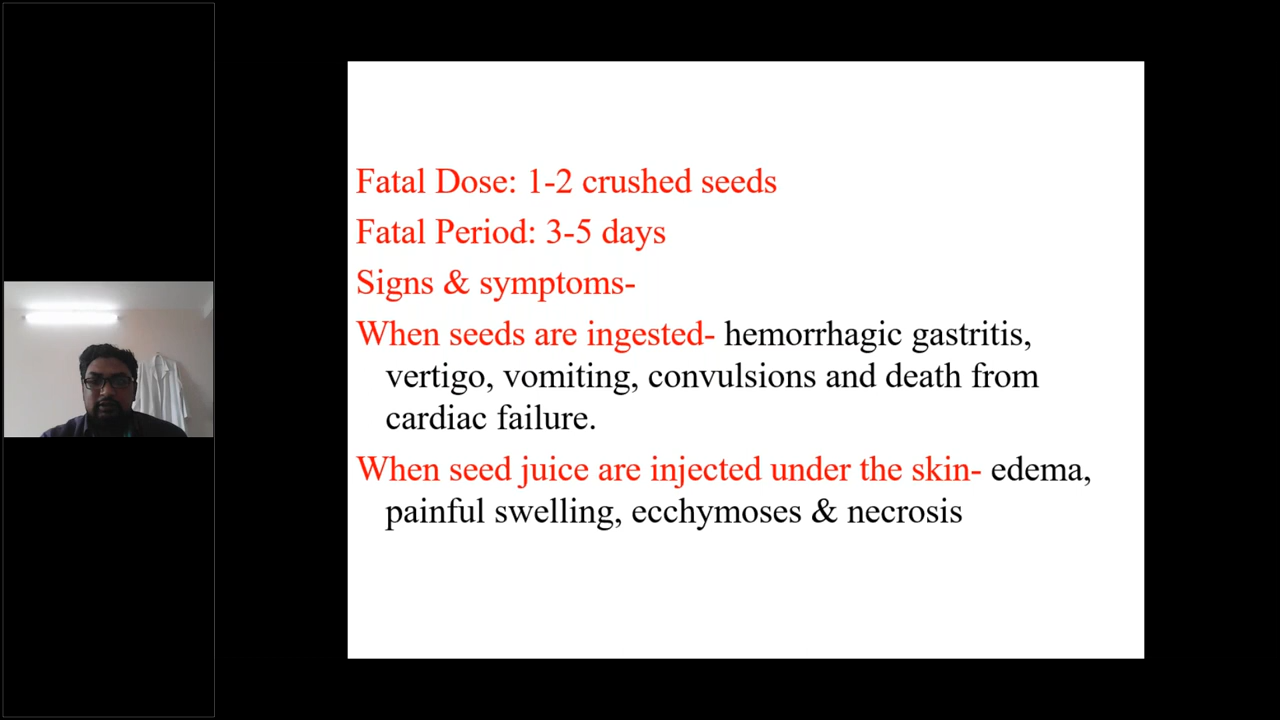 Fatal Dose: 1-2 crushed seeds
Fatal Period: 3-5 days
Signs & symptoms-
When seeds are ingested- hemorrhagic gastritis,
vertigo, vomiting, convulsions and death from
cardiac failure.
When seed juice are injected under the skin- edema,
painful swelling, ecchymoses & necrosis